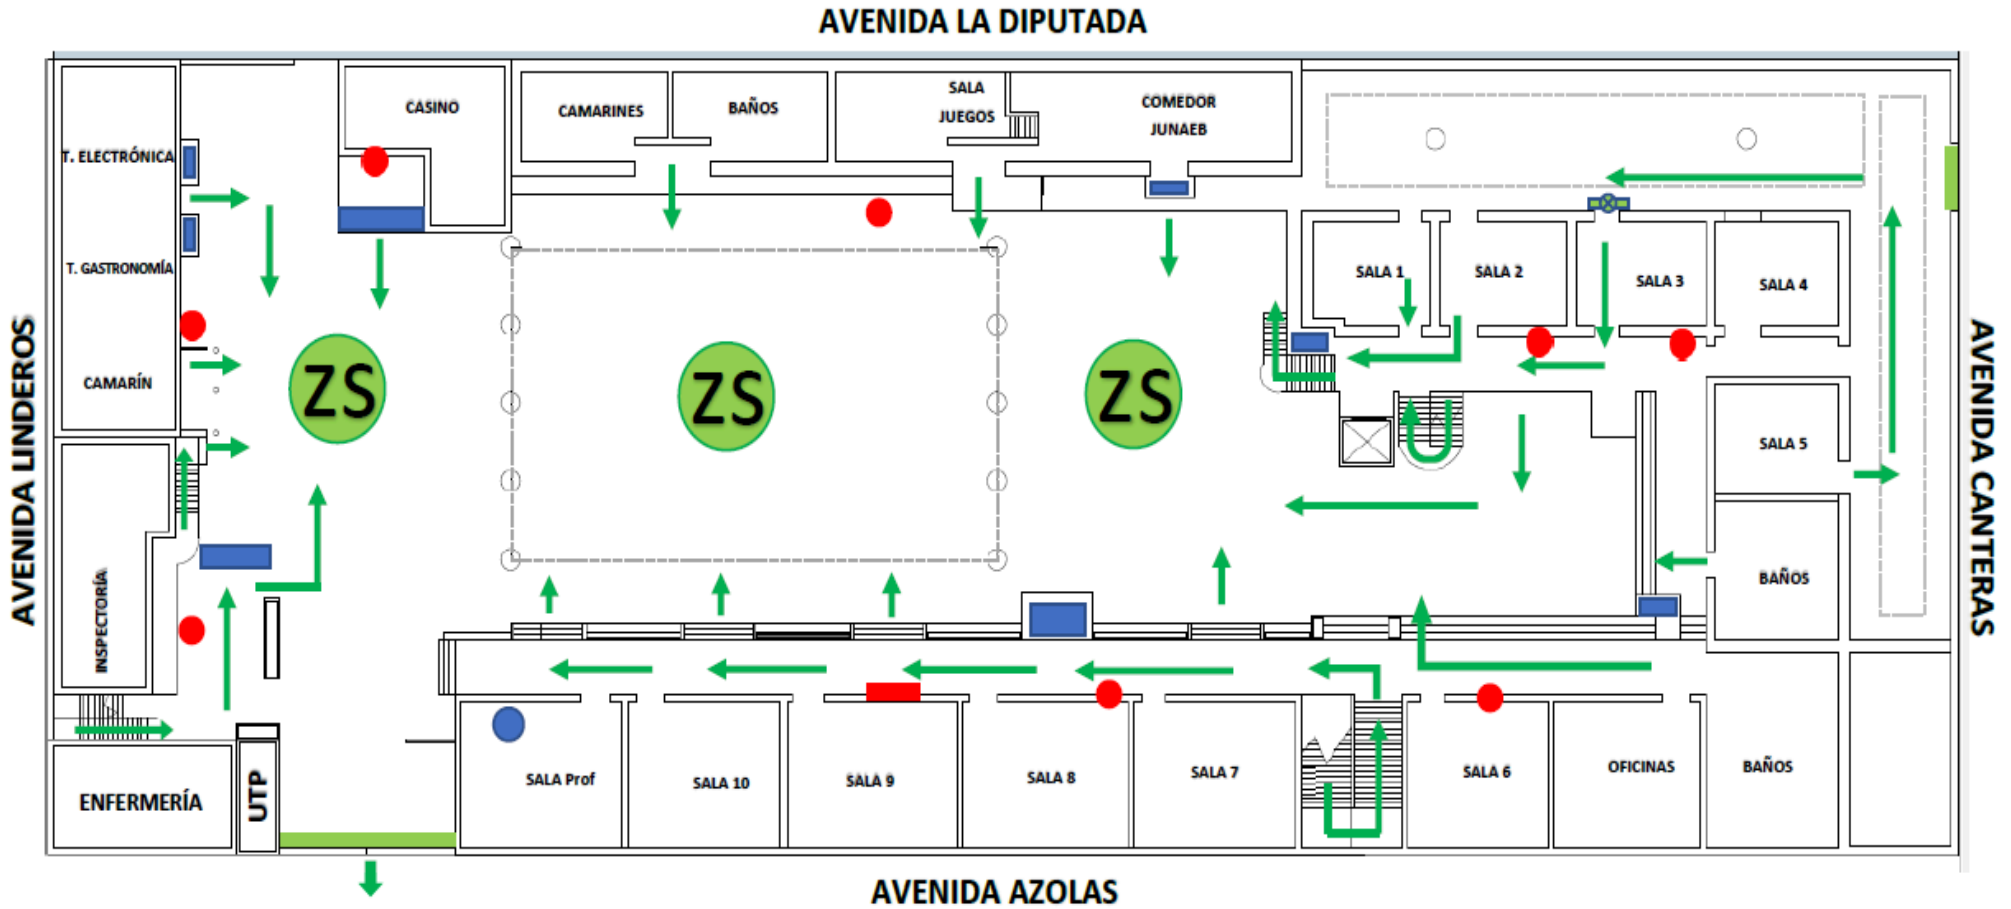 AVENIDA LA DIPUTADA
CASINO
CAMARINES
BAÑOS
SALA
JUEGOS
COMEDOR
JUNAEB
T. ELECTRÓNICA
T. GASTRONOMÍA
CAMARÍN
SALA 1
SALA 2
SALA 3
SALA 4
ZS
ZS
ZS
AVENIDA LINDEROS
AVENIDA CANTERAS
SALA 5
INSPECTORÍA
BAÑOS
ENFERMERÍA
UTP
SALA Prof
SALA 10
SALA 9
SALA 8
SALA 7
SALA 6
OFICINAS
BAÑOS
AVENIDA AZOLAS